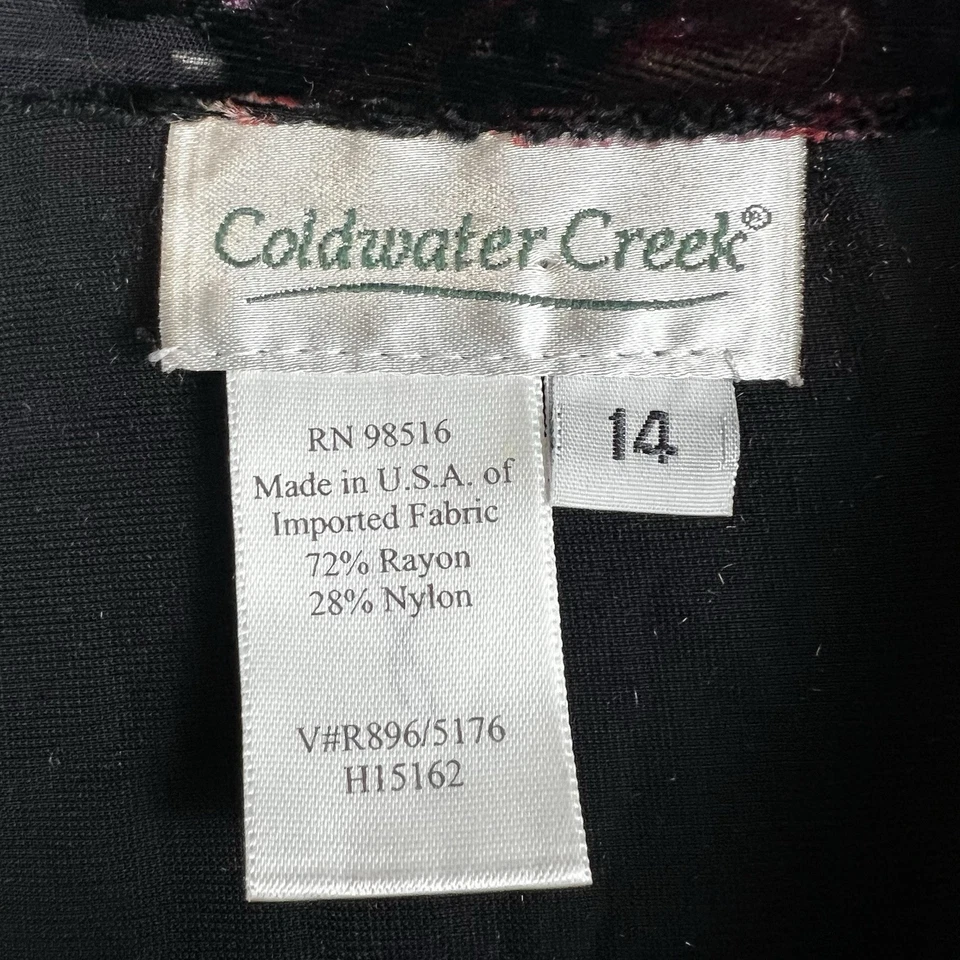 Coldwater Creek®
14
RN 98516
Made in U.S.A. of
Imported Fabric
72% Rayon
28% Nylon
V#R896/5176
H15162